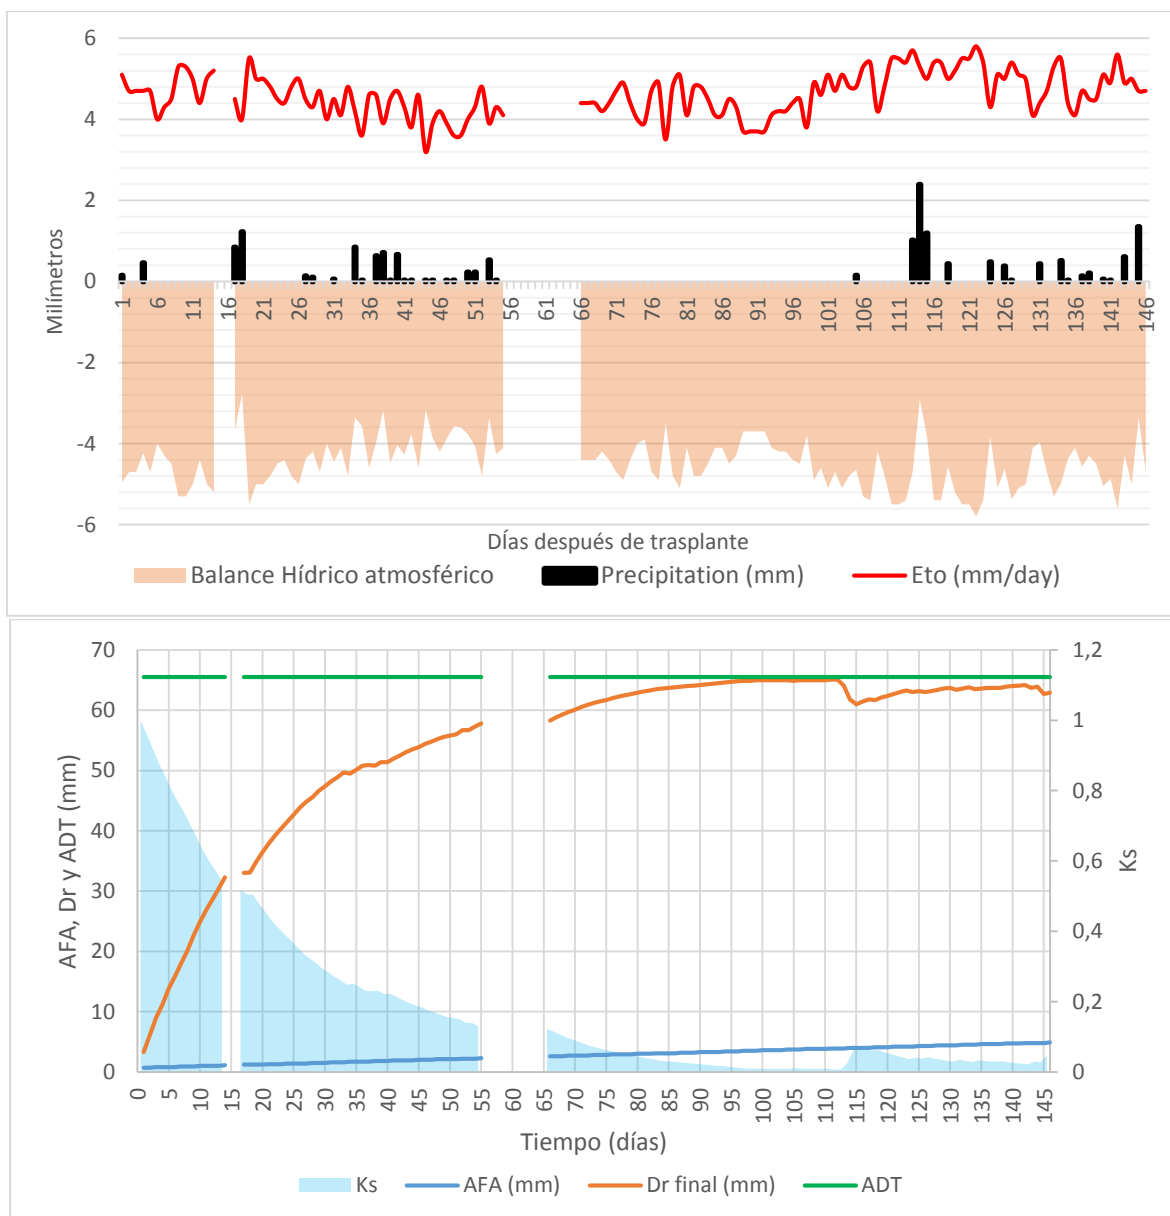 6
4
2
0
-2
-4
-6
Milímetros
1 6 11 16 21 26 31 36 41 46 51 56 61 66 71 76 81 86 91 96 101 106 111 116 121 126 131 136 141 146
Días después de trasplante
Balance Hídrico atmosférico Precipitation (mm) Eto (mm/day)
70
60
50
40
30
20
10
0
AFA, Dr y ADT (mm)
1,2
1
0,8
0,6
0,4
0,2
0
Ks
0 5 10 15 20 25 30 35 40 45 50 55 60 65 70 75 80 85 90 95 100 105 110 115 120 125 130 135 140 145
Tiempo (días)
Ks AFA (mm) Dr final (mm) ADT